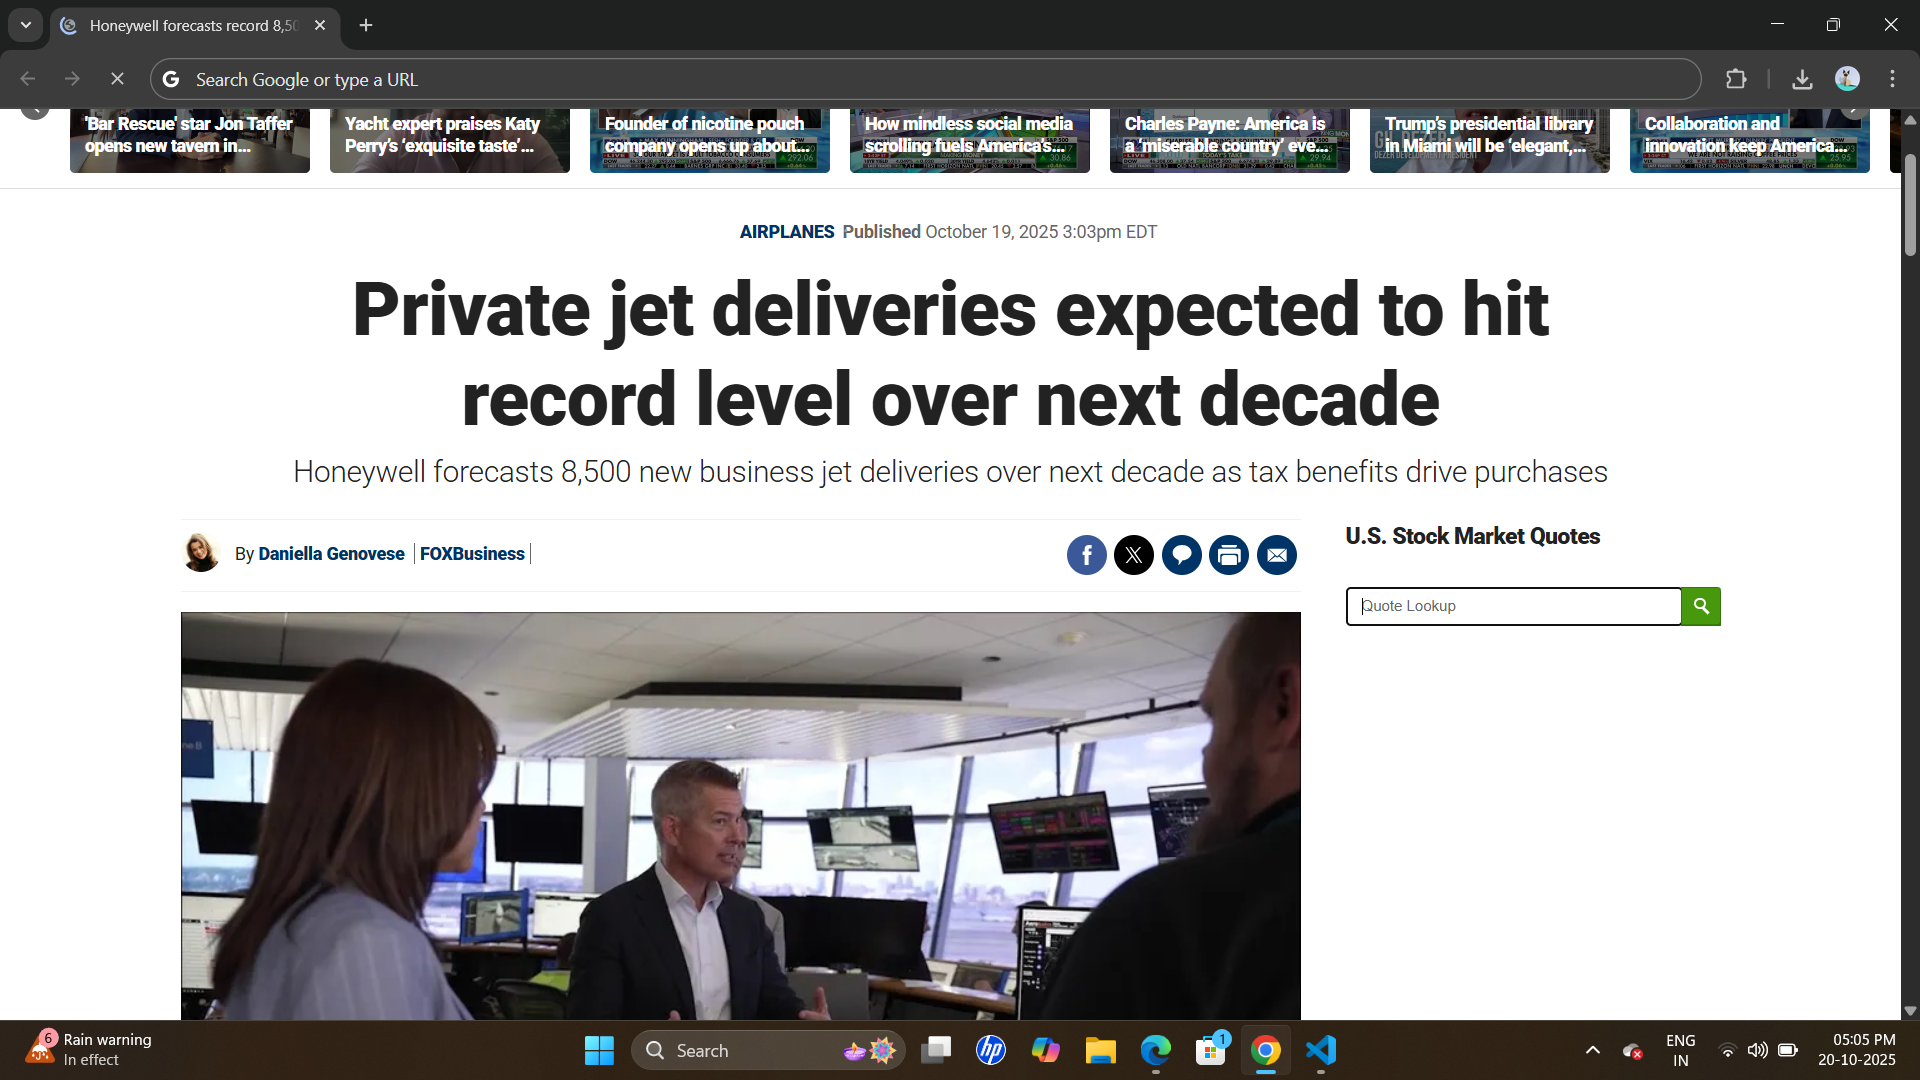 Honeywell forecasts record 8,50
Search Google or type a URL
'Bar Rescue' star Jon Taffer
opens new tavern in...
Yacht expert praises Katy
Perry's 'exquisite taste'...
Founder of nicotine pouch
company opens up about...
How mindless social media
scrolling fuels America's...
Charles Payne: America is
a 'miserable country' eve...
Trump's presidential library
in Miami will be 'elegant,...
Collaboration and
innovation keep America...
AIRPLANES Published October 19, 2025 3:03pm EDT
Private jet deliveries expected to hit
record level over next decade
Honeywell forecasts 8,500 new business jet deliveries over next decade as tax benefits drive purchases
By Daniella Genovese FOXBusiness
U.S. Stock Market Quotes
Quote Lookup
6
Rain warning
In effect
Search
1
ENG
IN
05:05 PM
20-10-2025